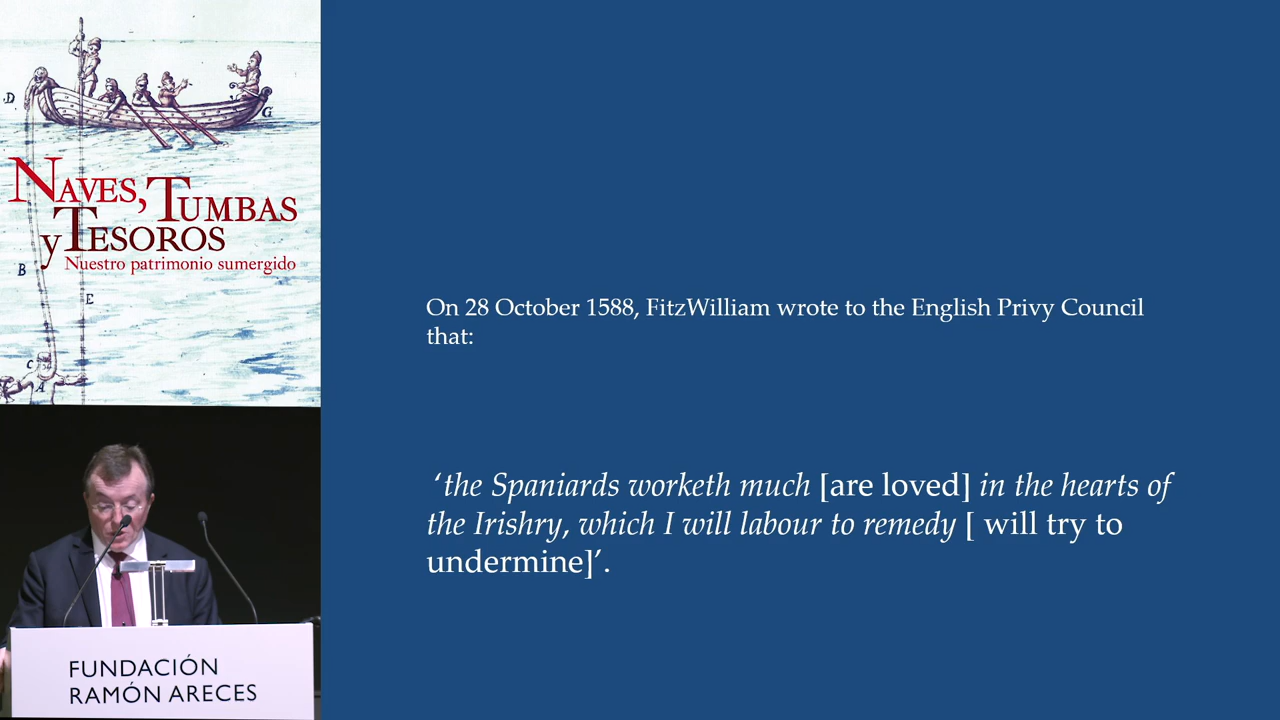 D
G
NAVES, TUMBAS
y TESOROS
Nuestro patrimonio sumergido
B
E
C
A
FUNDACIÓN
RAMÓN ARECES
On 28 October 1588, FitzWilliam wrote to the English Privy Council
that:
‘the Spaniards worketh much [are loved] in the hearts of
the Irishry, which I will labour to remedy [ will try to
undermine]’.